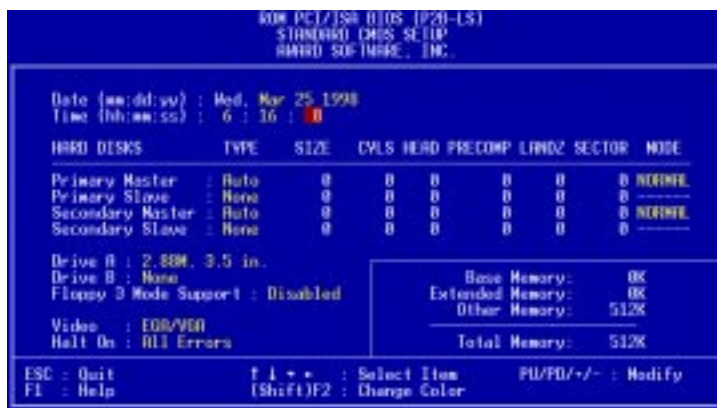 ROM PCI/ISA BIOS (P2B-LS)
STANDARD CMOS SETUP
AWARD SOFTWARE, INC.
Date (mm:dd:yy) : Wed, Mar 25 1998
Time (hh:mm:ss) : 6 : 16 : 8
HARD DISKS TYPE SIZE CYLS HEAD PRECOMP LANDZ SECTOR MODE
Primary Master : Auto 0 0 0 0 0 0 NORMAL
Primary Slave : None 0 0 0 0 0 0 ------
Secondary Master : Auto 0 0 0 0 0 0 NORMAL
Secondary Slave : None 0 0 0 0 0 0 ------
Drive A : 2.88M, 3.5 in.
Drive B : None
Floppy 3 Mode Support : Disabled
Video : EGA/VGA
Halt On : All Errors
Base Memory: 0K
Extended Memory: 0K
Other Memory: 512K
Total Memory: 512K
ESC : Quit ↑ ↓ → ← : Select Item PU/PD/+/- : Modify
F1 : Help (Shift)F2 : Change Color